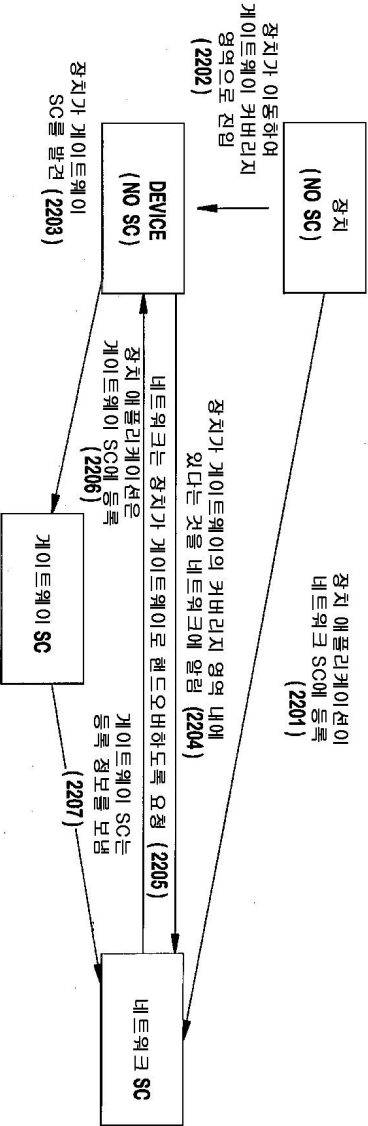 장치
(NO SC)
장치가 이동하여
게이트웨이 커버리지
영역으로 진입
(2202)
장치 애플리케이션이
네트워크 SC에 등록
(2201)
DEVICE
(NO SC)
장치가 게이트웨이
SC를 발견 (2203)
장치가 게이트웨이의 커버리지 영역 내에
있다는 것을 네트워크에 알림 (2204)
네트워크는 장치가 게이트웨이로 핸드오버하도록 요청 (2205)
장치 애플리케이션은
게이트웨이 SC에 등록
(2206)
게이트웨이 SC는
등록 정보를 보냄
(2207)
게이트웨이 SC
네트워크 SC